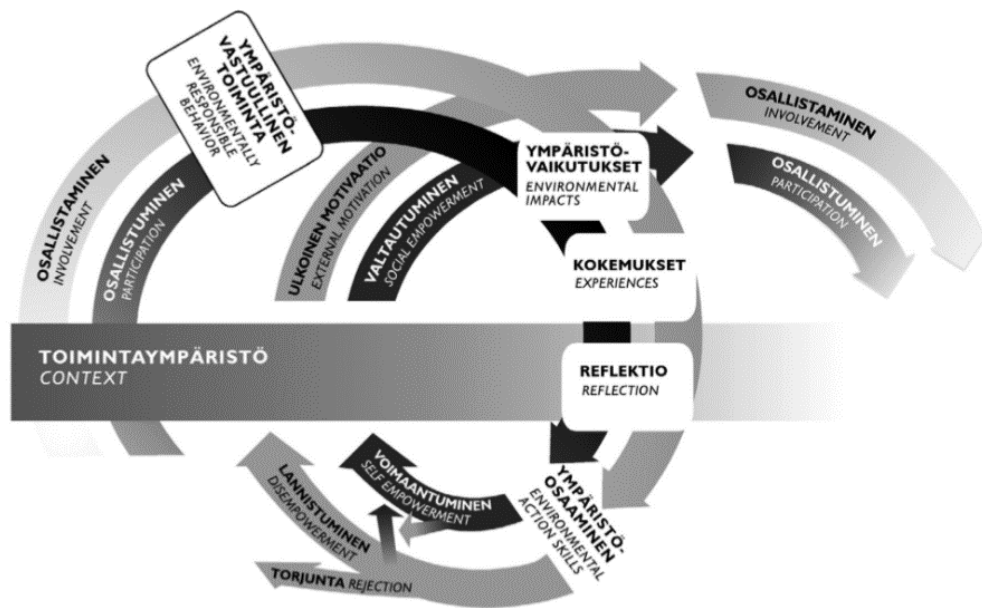 YMPÄRISTÖ-
VASTUULLINEN
TOIMINTA
ENVIRONMENTALLY
RESPONSIBLE
BEHAVIOR
OSALLISTAMINEN
INVOLVEMENT
OSALLISTUMINEN
PARTICIPATION
ULKOINEN MOTIVAATIO
EXTERNAL MOTIVATION
VALTAUTUMINEN
SOCIAL EMPOWERMENT
YMPÄRISTÖ-
VAIKUTUKSET
ENVIRONMENTAL
IMPACTS
OSALLISTAMINEN
INVOLVEMENT
OSALLISTUMINEN
PARTICIPATION
KOKEMUKSET
EXPERIENCES
TOIMINTAYMPÄRISTÖ
CONTEXT
REFLEKTIO
REFLECTION
LANNISTUMINEN
DISEMPOWERMENT
VOIMAANTUMINEN
SELF EMPOWERMENT
YMPÄRISTÖ-
OSAAMINEN
ENVIRONMENTAL
ACTION SKILLS
TORJUNTA REJECTION